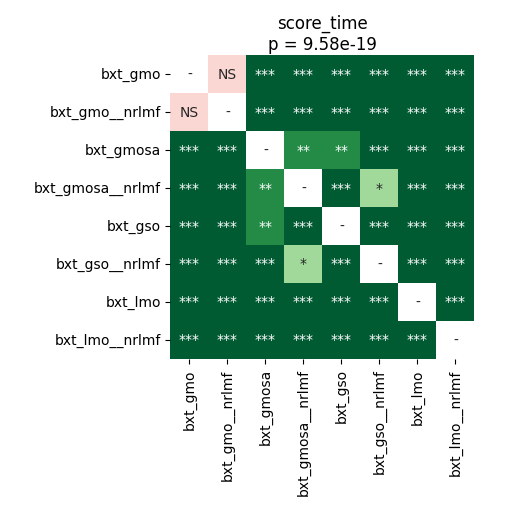 score_time
p = 9.58e-19
bxt_gmo - NS *** *** *** *** *** ***
bxt_gmo__nrlmf NS - *** *** *** *** *** ***
bxt_gmosa *** *** - ** ** *** *** ***
bxt_gmosa__nrlmf *** *** ** - *** * *** ***
bxt_gso *** *** ** *** - *** *** ***
bxt_gso__nrlmf *** *** *** * *** - *** ***
bxt_lmo *** *** *** *** *** *** - ***
bxt_lmo__nrlmf *** *** *** *** *** *** *** -
bxt_gmo
bxt_gmo__nrlmf
bxt_gmosa
bxt_gmosa__nrlmf
bxt_gso
bxt_gso__nrlmf
bxt_lmo
bxt_lmo__nrlmf